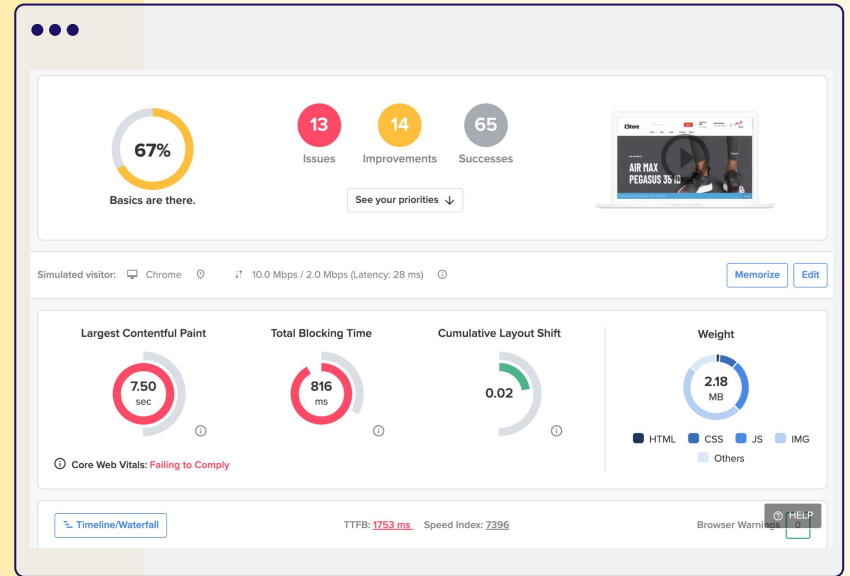 67%
Basics are there.
13
Issues
14
Improvements
65
Successes
See your priorities
CStore
AIR MAX
PEGASUS 35 ID
Simulated visitor: Chrome 10.0 Mbps / 2.0 Mbps (Latency: 28 ms)
Memorize
Edit
Largest Contentful Paint
7.50
sec
Total Blocking Time
816
ms
Cumulative Layout Shift
0.02
Weight
2.18
MB
HTML CSS JS IMG
Others
Core Web Vitals: Failing to Comply
Timeline/Waterfall
TTFB: 1753 ms Speed Index: 7396
Browser Warnings 0
HELP